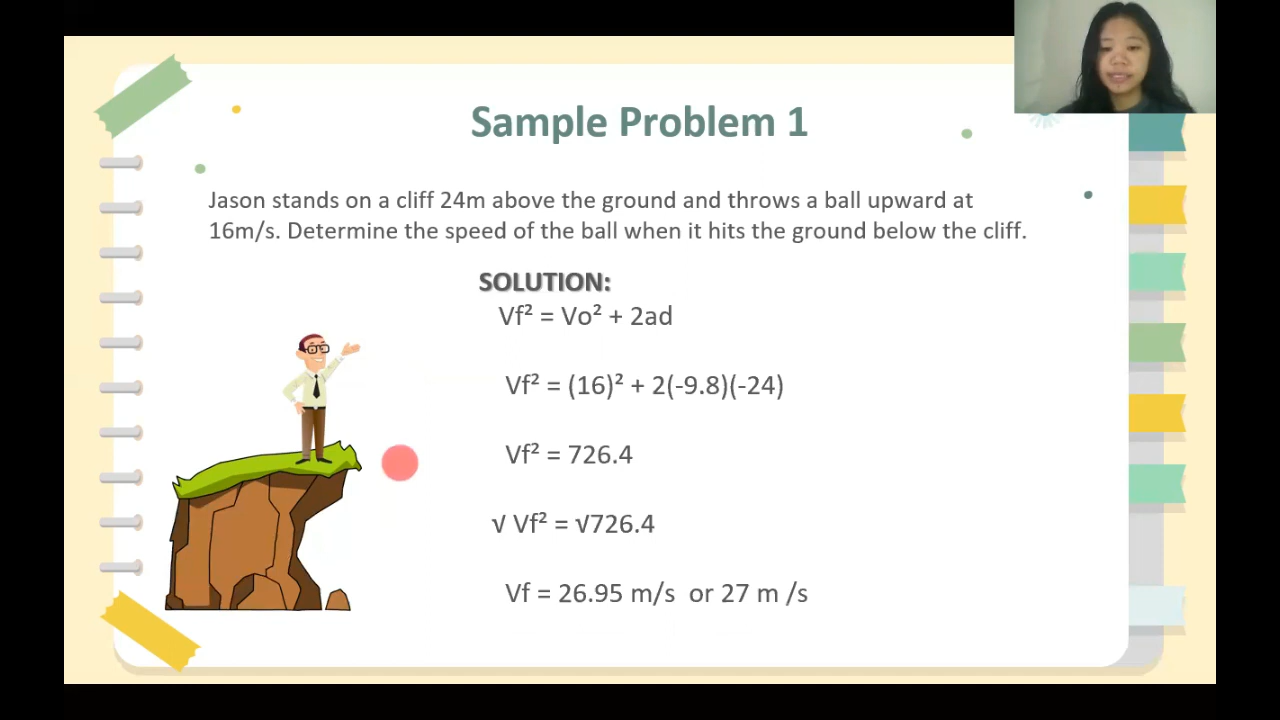 Sample Problem 1
Jason stands on a cliff 24m above the ground and throws a ball upward at
16m/s. Determine the speed of the ball when it hits the ground below the cliff.
SOLUTION:
Vf² = Vo² + 2ad
Vf² = (16)² + 2(-9.8)(-24)
Vf² = 726.4
√ Vf² = √726.4
Vf = 26.95 m/s  or 27 m /s